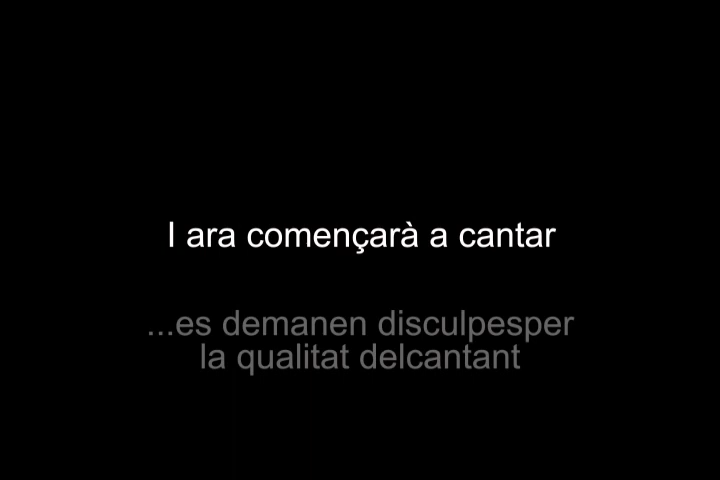 I ara començarà a cantar
...es demanen disculpesper
la qualitat delcantant